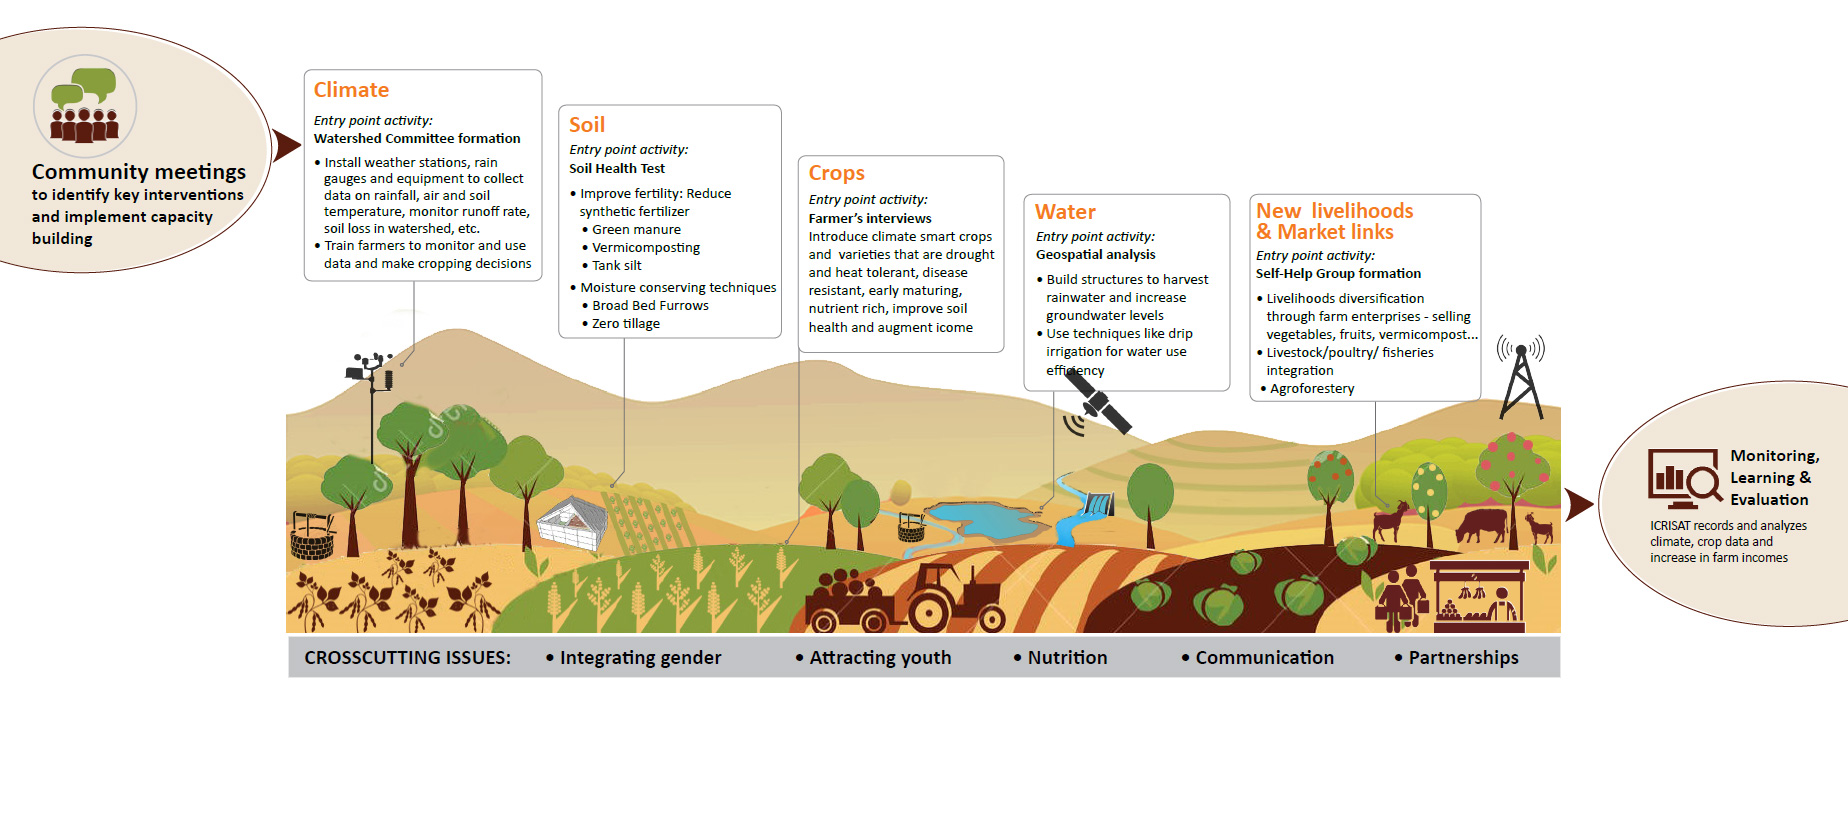 Community meetings
to identify key interventions
and implement capacity
building
Climate
Entry point activity:
Watershed Committee formation
• Install weather stations, rain
gauges and equipment to collect
data on rainfall, air and soil
temperature, monitor runoff rate,
soil loss in watershed, etc.
• Train farmers to monitor and use
data and make cropping decisions
Soil
Entry point activity:
Soil Health Test
• Improve fertility: Reduce
synthetic fertilizer
• Green manure
• Vermicomposting
• Tank silt
• Moisture conserving techniques
• Broad Bed Furrows
• Zero tillage
Crops
Entry point activity:
Farmer’s interviews
Introduce climate smart crops
and varieties that are drought
and heat tolerant, disease
resistant, early maturing,
nutrient rich, improve soil
health and augment icome
Water
Entry point activity:
Geospatial analysis
• Build structures to harvest
rainwater and increase
groundwater levels
• Use techniques like drip
irrigation for water use
efficiency
New livelihoods
& Market links
Entry point activity:
Self-Help Group formation
• Livelihoods diversification
through farm enterprises - selling
vegetables, fruits, vermicompost...
• Livestock/poultry/ fisheries
integration
• Agroforestery
Monitoring,
Learning &
Evaluation
ICRISAT records and analyzes
climate, crop data and
increase in farm incomes
CROSSCUTTING ISSUES: • Integrating gender • Attracting youth • Nutrition • Communication • Partnerships